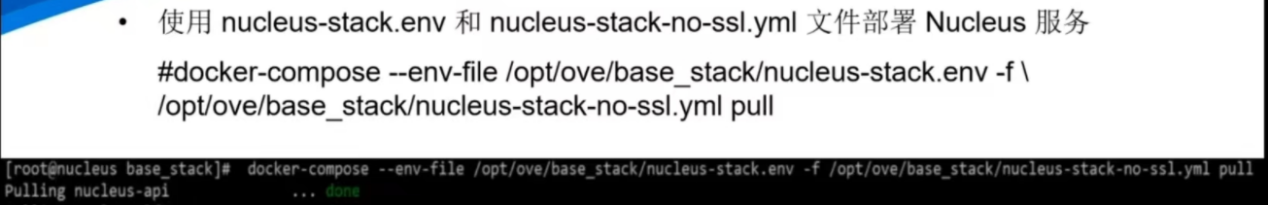 • 使用 nucleus-stack.env 和 nucleus-stack-no-ssl.yml 文件部署 Nucleus 服务
#docker-compose --env-file /opt/ove/base_stack/nucleus-stack.env -f \
/opt/ove/base_stack/nucleus-stack-no-ssl.yml pull
[root@nucleus base_stack]# docker-compose --env-file /opt/ove/base_stack/nucleus-stack.env -f /opt/ove/base_stack/nucleus-stack-no-ssl.yml pull
Pulling nucleus-api ... done